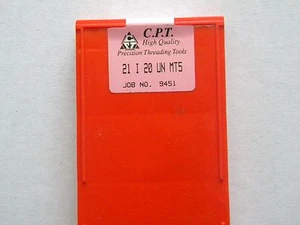 C.P.T.
High Quality
Precision Threading Tools
21 I 20 UN MT5
JOB NO. 9451